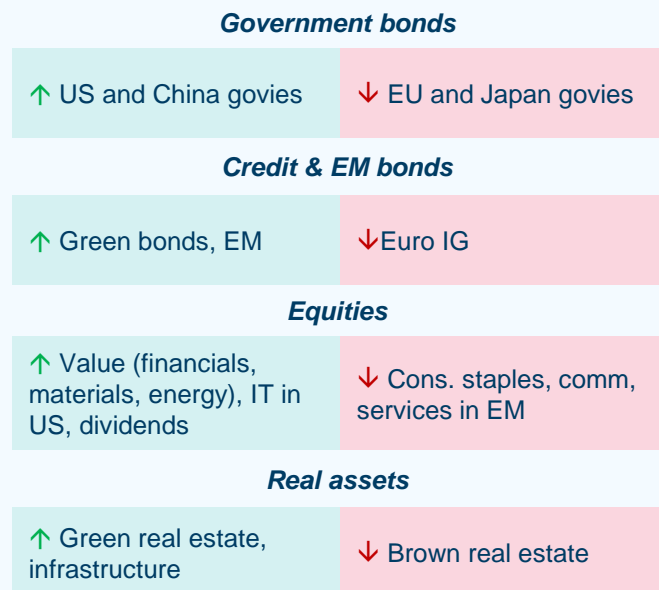 Government bonds
↑ US and China govies
↓ EU and Japan govies
Credit & EM bonds
↑ Green bonds, EM
↓Euro IG
Equities
↑ Value (financials,
materials, energy), IT in
US, dividends
↓ Cons. staples, comm,
services in EM
Real assets
↑ Green real estate,
infrastructure
↓ Brown real estate